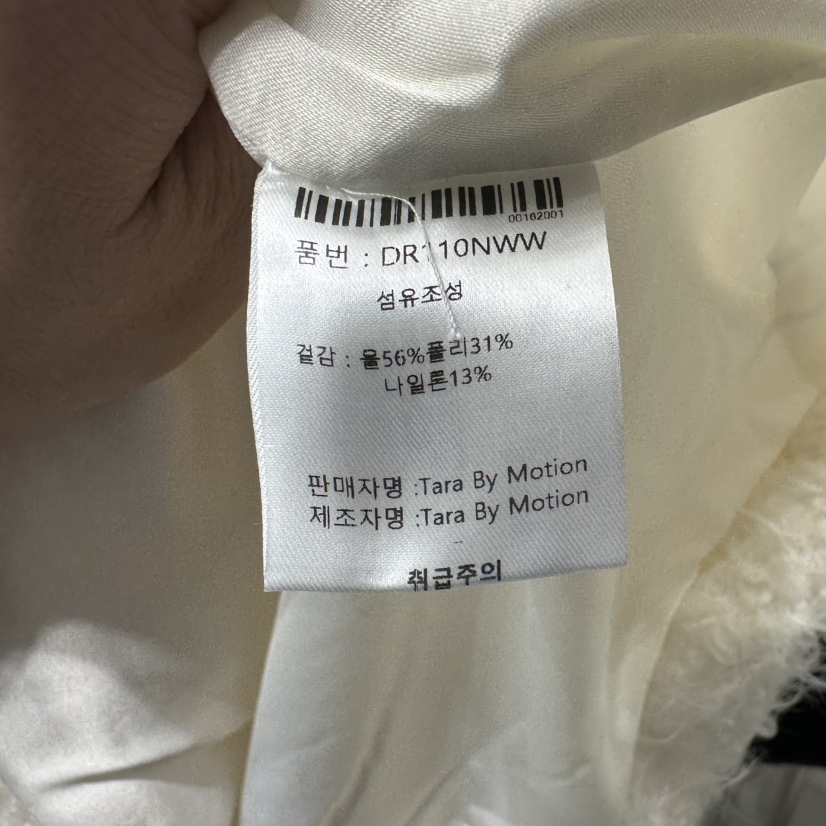 00162001
품번 : DR110NWW
섬유조성
겉감 : 울56%폴리31%
나일론13%
판매자명 :Tara By Motion
제조자명 :Tara By Motion
취급주의